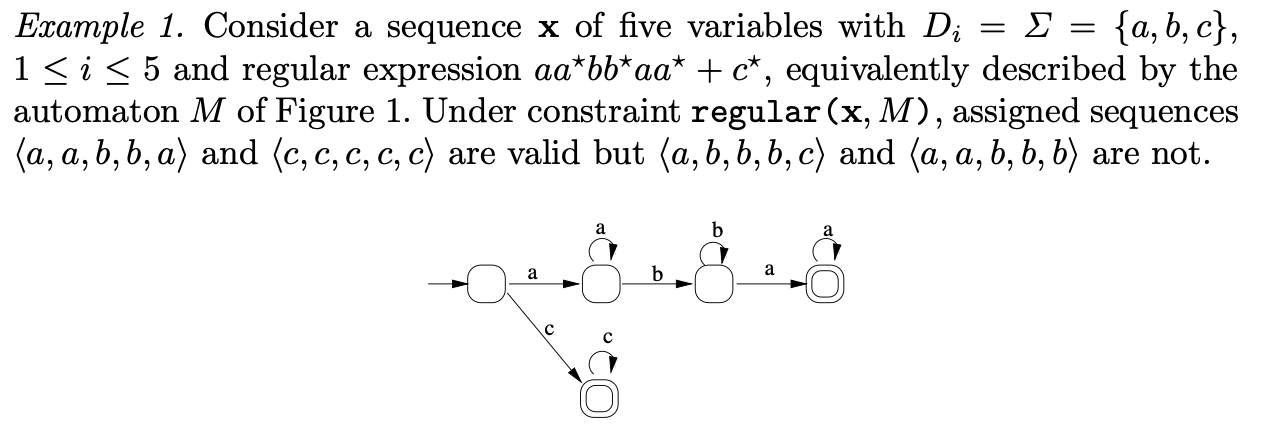 Example 1. Consider a sequence x of five variables with Dᵢ = Σ = {a, b, c},
1 ≤ i ≤ 5 and regular expression aa⋆bb⋆aa⋆ + c⋆, equivalently described by the
automaton M of Figure 1. Under constraint regular(x, M), assigned sequences
⟨a, a, b, b, a⟩ and ⟨c, c, c, c, c⟩ are valid but ⟨a, b, b, b, c⟩ and ⟨a, a, b, b, b⟩ are not.
a b a
a b a
c c